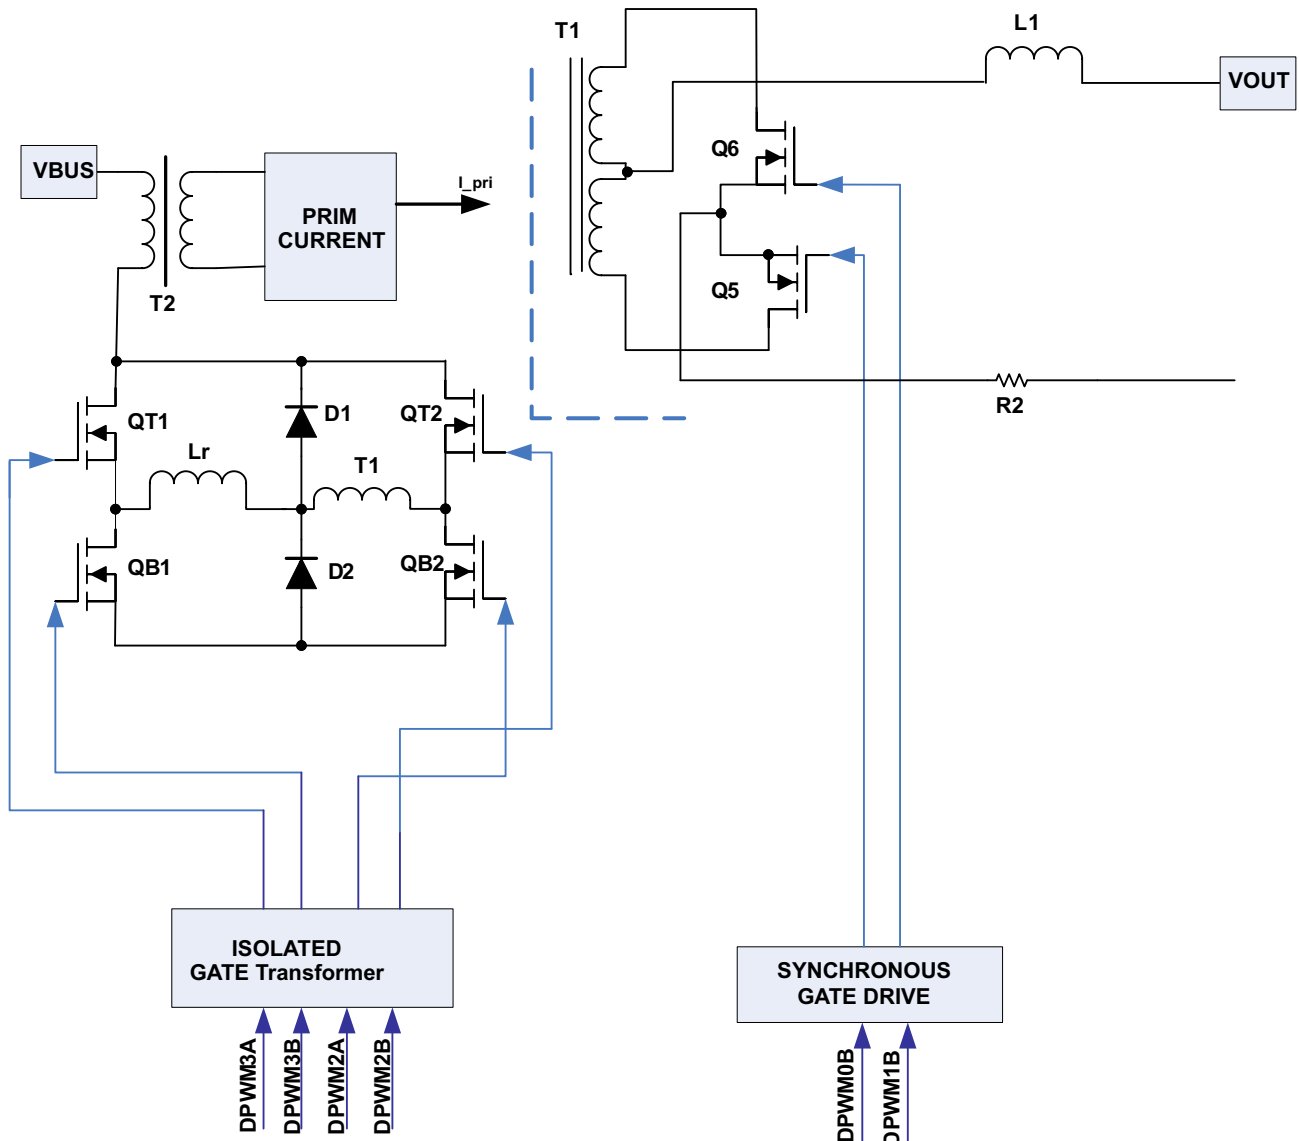 T1
L1
VOUT
VBUS
Q6
I_pri
PRIM
CURRENT
Q5
T2
D1
QT1
QT2
R2
Lr
T1
QB1
D2
QB2
ISOLATED
GATE Transformer
SYNCHRONOUS
GATE DRIVE
DPWM3A
DPWM3B
DPWM2A
DPWM2B
DPWM0B
DPWM1B